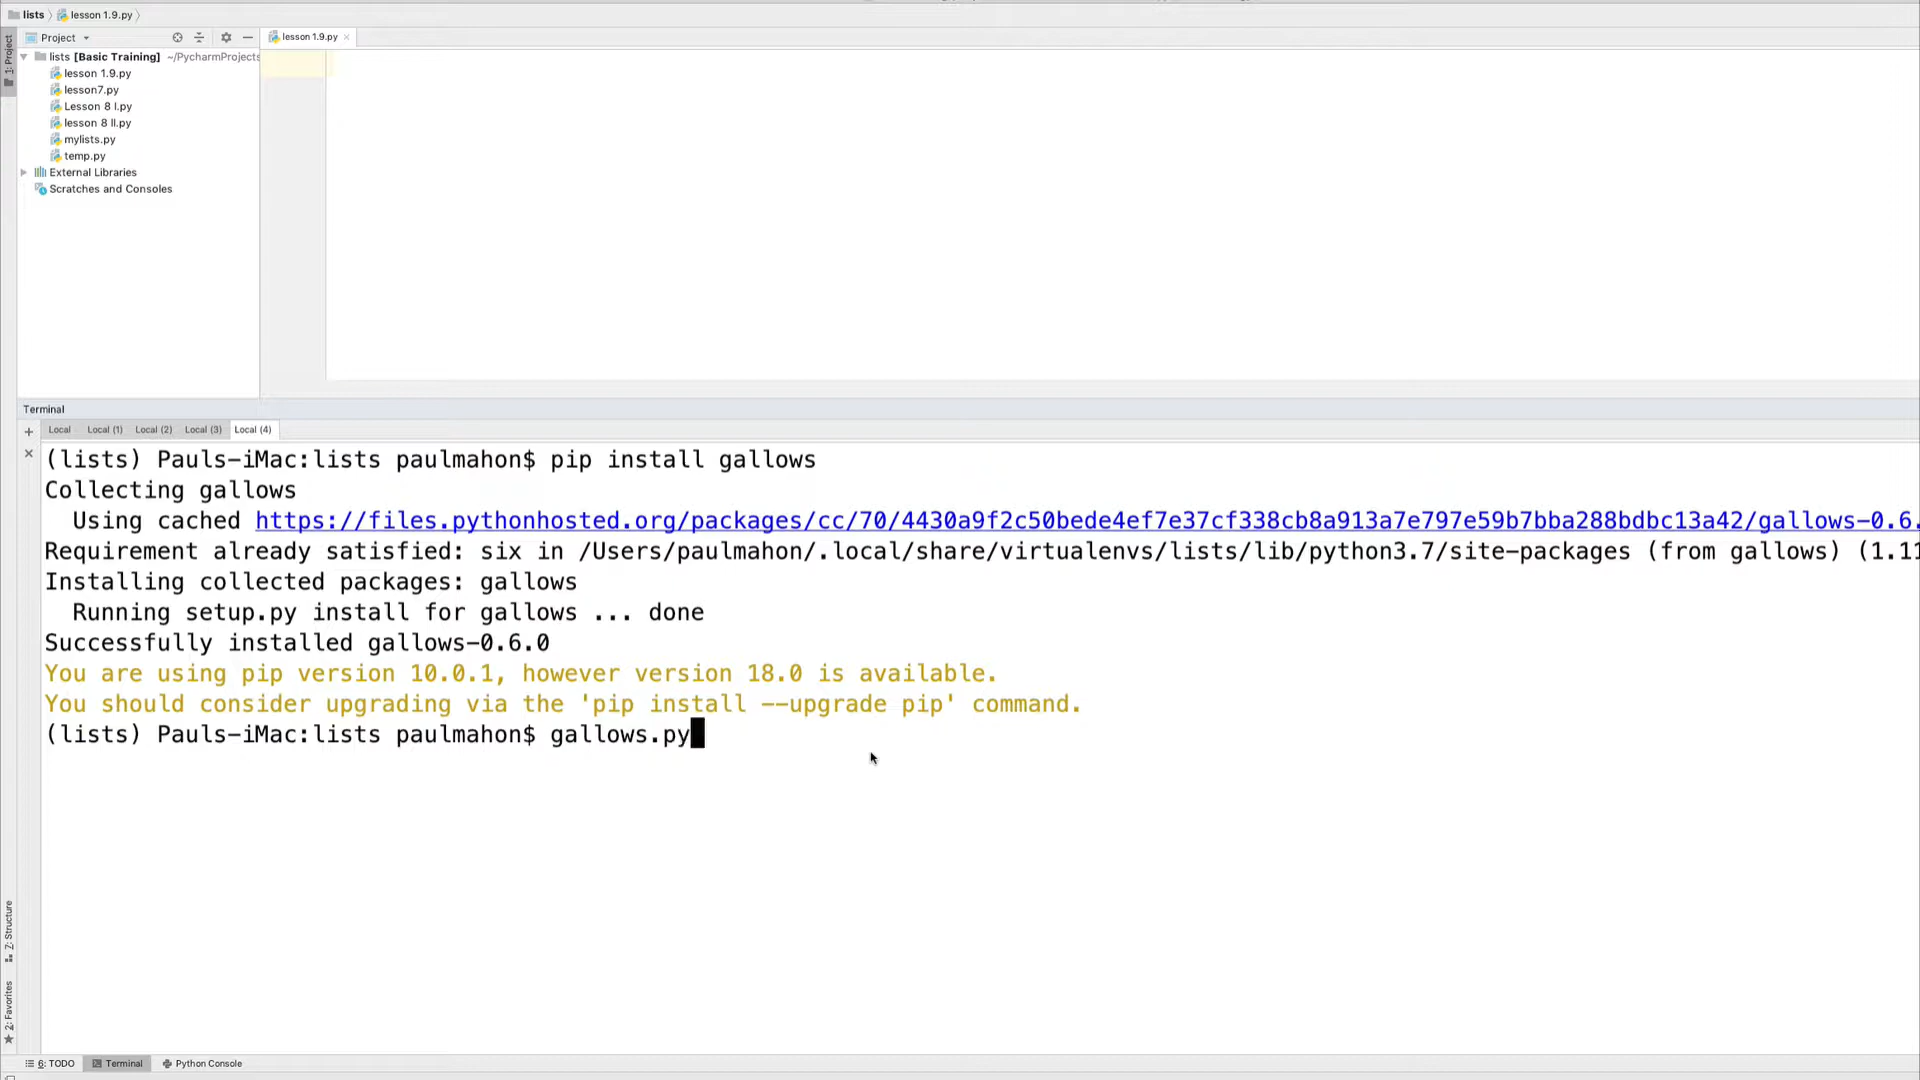 lists
lesson 1.9.py
1: Project
Project
lesson 1.9.py
lists [Basic Training] ~/PycharmProjects
lesson 1.9.py
lesson7.py
Lesson 8 I.py
lesson 8 II.py
mylists.py
temp.py
External Libraries
Scratches and Consoles
Terminal
Local Local (1) Local (2) Local (3) Local (4)
(lists) Pauls-iMac:lists paulmahon$ pip install gallows
Collecting gallows
Using cached https://files.pythonhosted.org/packages/cc/70/4430a9f2c50bede4ef7e37cf338cb8a913a7e797e59b7bba288bdbc13a42/gallows-0.6.
Requirement already satisfied: six in /Users/paulmahon/.local/share/virtualenvs/lists/lib/python3.7/site-packages (from gallows) (1.11
Installing collected packages: gallows
Running setup.py install for gallows ... done
Successfully installed gallows-0.6.0
You are using pip version 10.0.1, however version 18.0 is available.
You should consider upgrading via the 'pip install --upgrade pip' command.
(lists) Pauls-iMac:lists paulmahon$ gallows.py
Z: Structure
2: Favorites
6: TODO Terminal Python Console